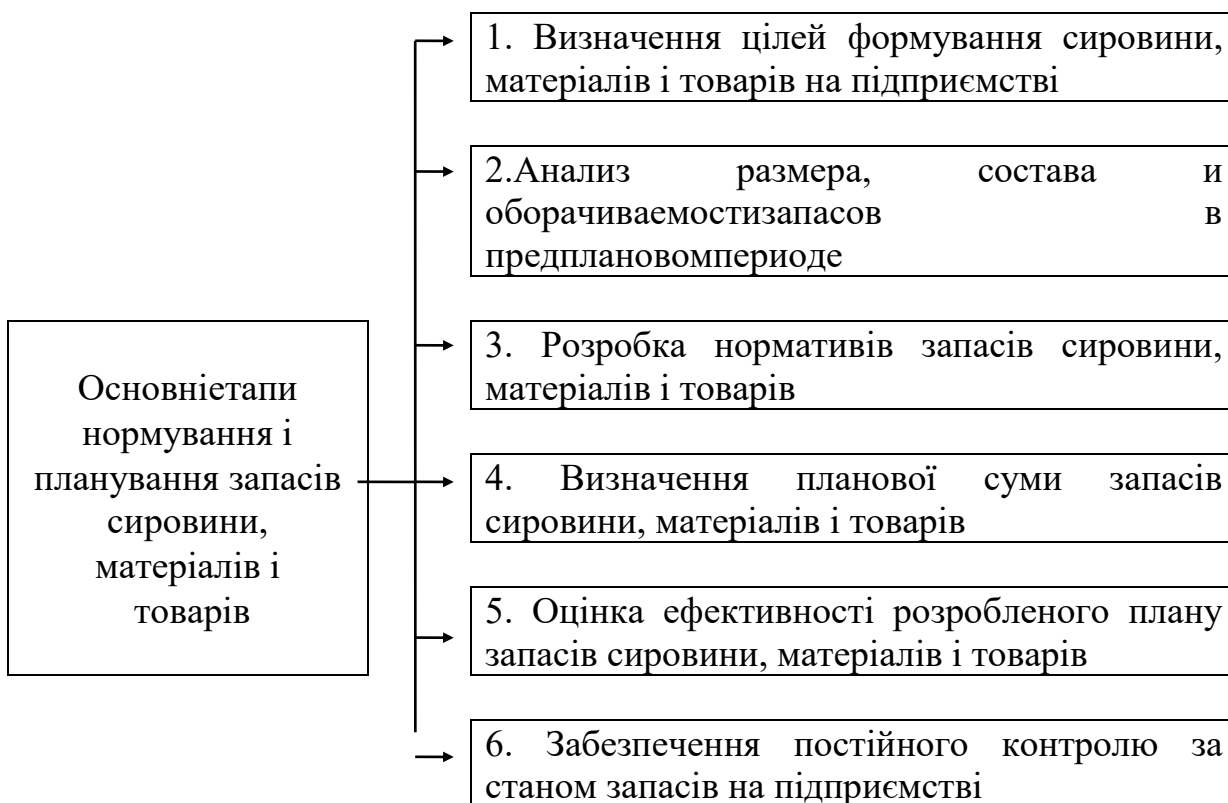 1. Визначення цілей формування сировини,
матеріалів і товарів на підприємстві
2.Анализ размера, состава и
оборачиваемостизапасов в
предплановомпериоде
Основніетапи
нормування і
планування запасів
сировини,
матеріалів і
товарів
3. Розробка нормативів запасів сировини,
матеріалів і товарів
4. Визначення планової суми запасів
сировини, матеріалів і товарів
5. Оцінка ефективності розробленого плану
запасів сировини, матеріалів і товарів
6. Забезпечення постійного контролю за
станом запасів на підприємстві